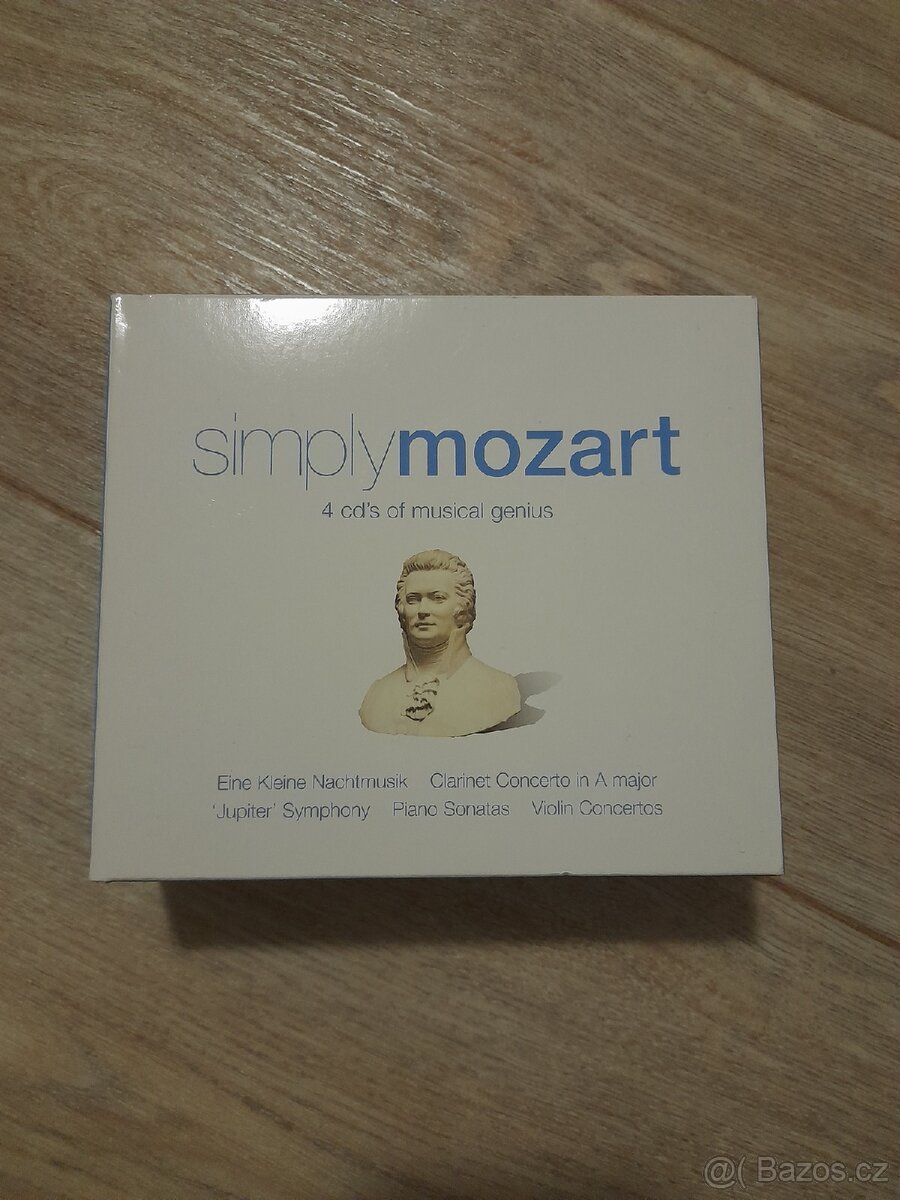 simplymozart
4 cd's of musical genius
Eine Kleine Nachtmusik Clarinet Concerto in A major
'Jupiter' Symphony Piano Sonatas Violin Concertos
@( Bazos.cz